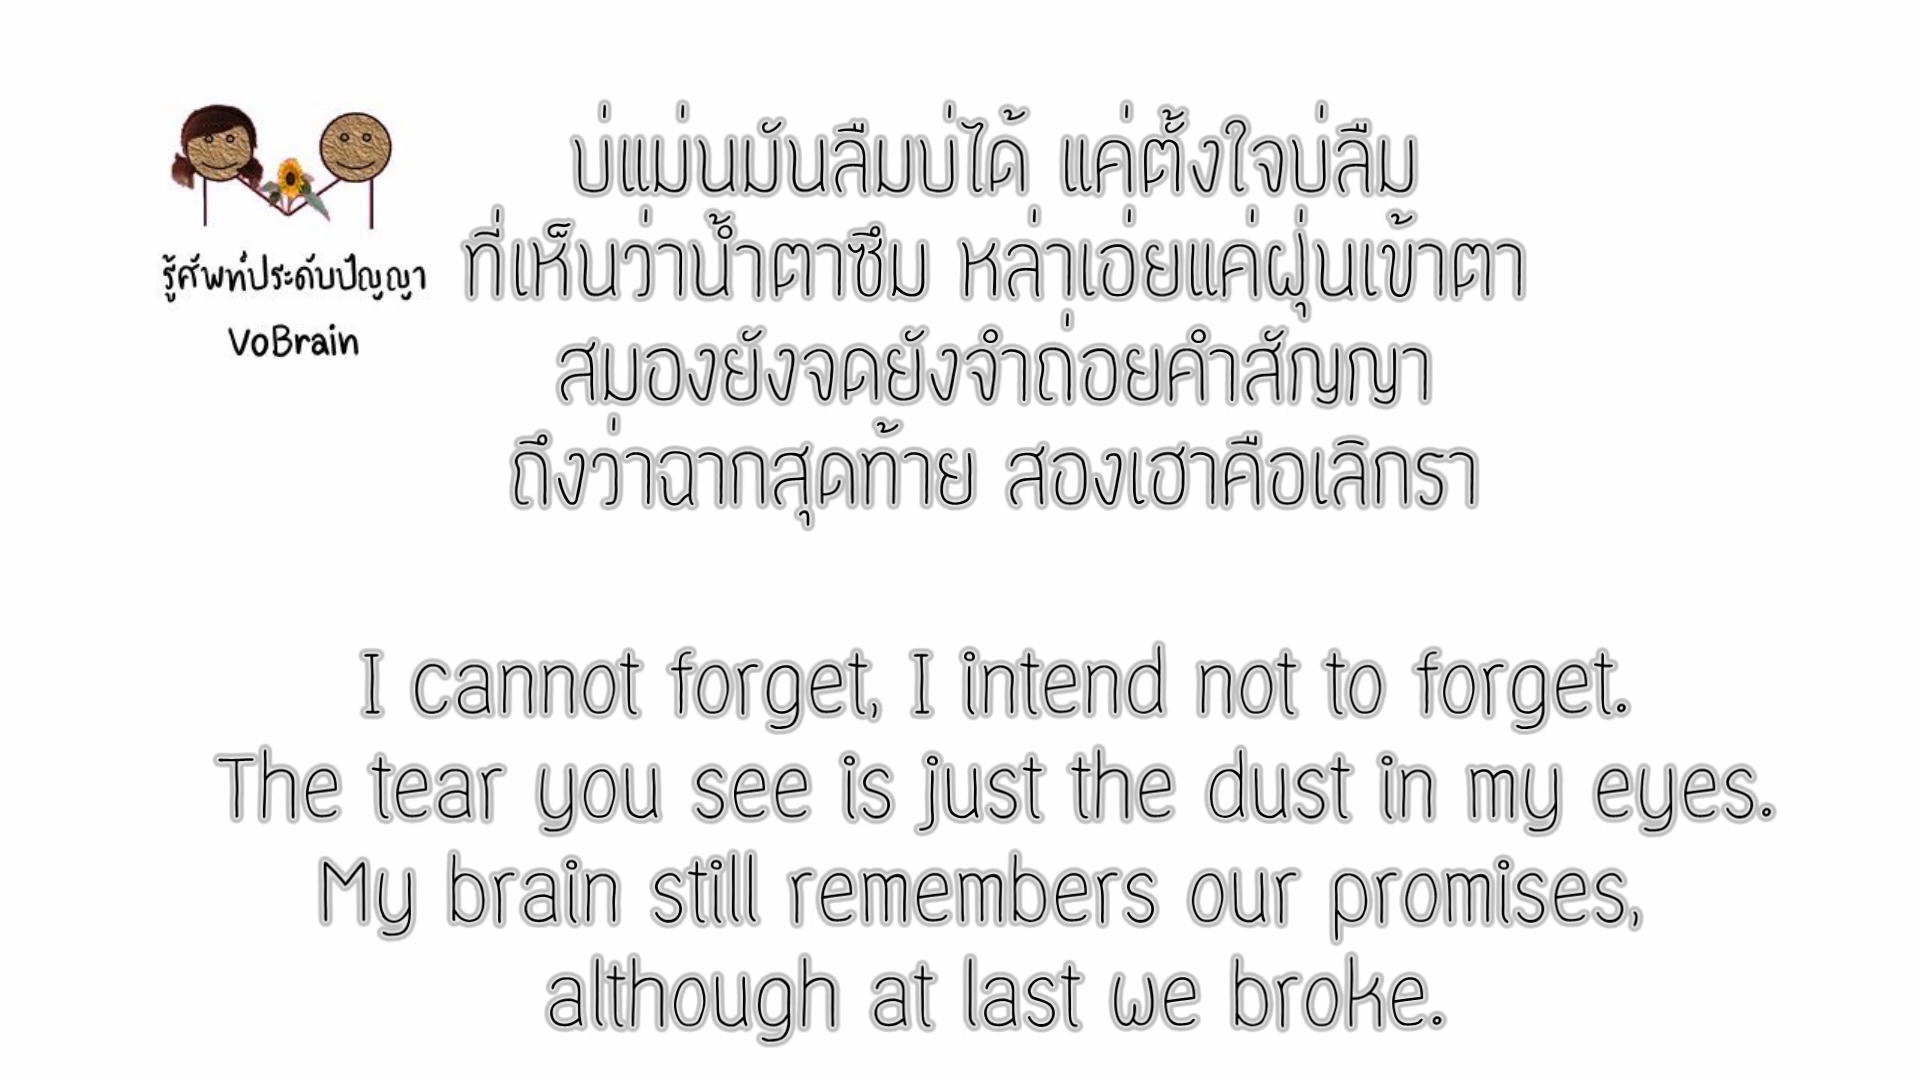 รู้ศัพท์ประดับปัญญา
VoBrain
บ่แม่นมันลืมบ่ได้ แค่ตั้งใจบ่ลืม
ที่เห็นว่าน้ำตาซึม หล่าเอ่ยแค่ฝุ่นเข้าตา
สมองยังจดยังจำถ่อยคำสัญญา
ถึงว่าฉากสุดท้าย สองเฮาคือเลิกรา
I cannot forget, I intend not to forget.
The tear you see is just the dust in my eyes.
My brain still remembers our promises,
although at last we broke.